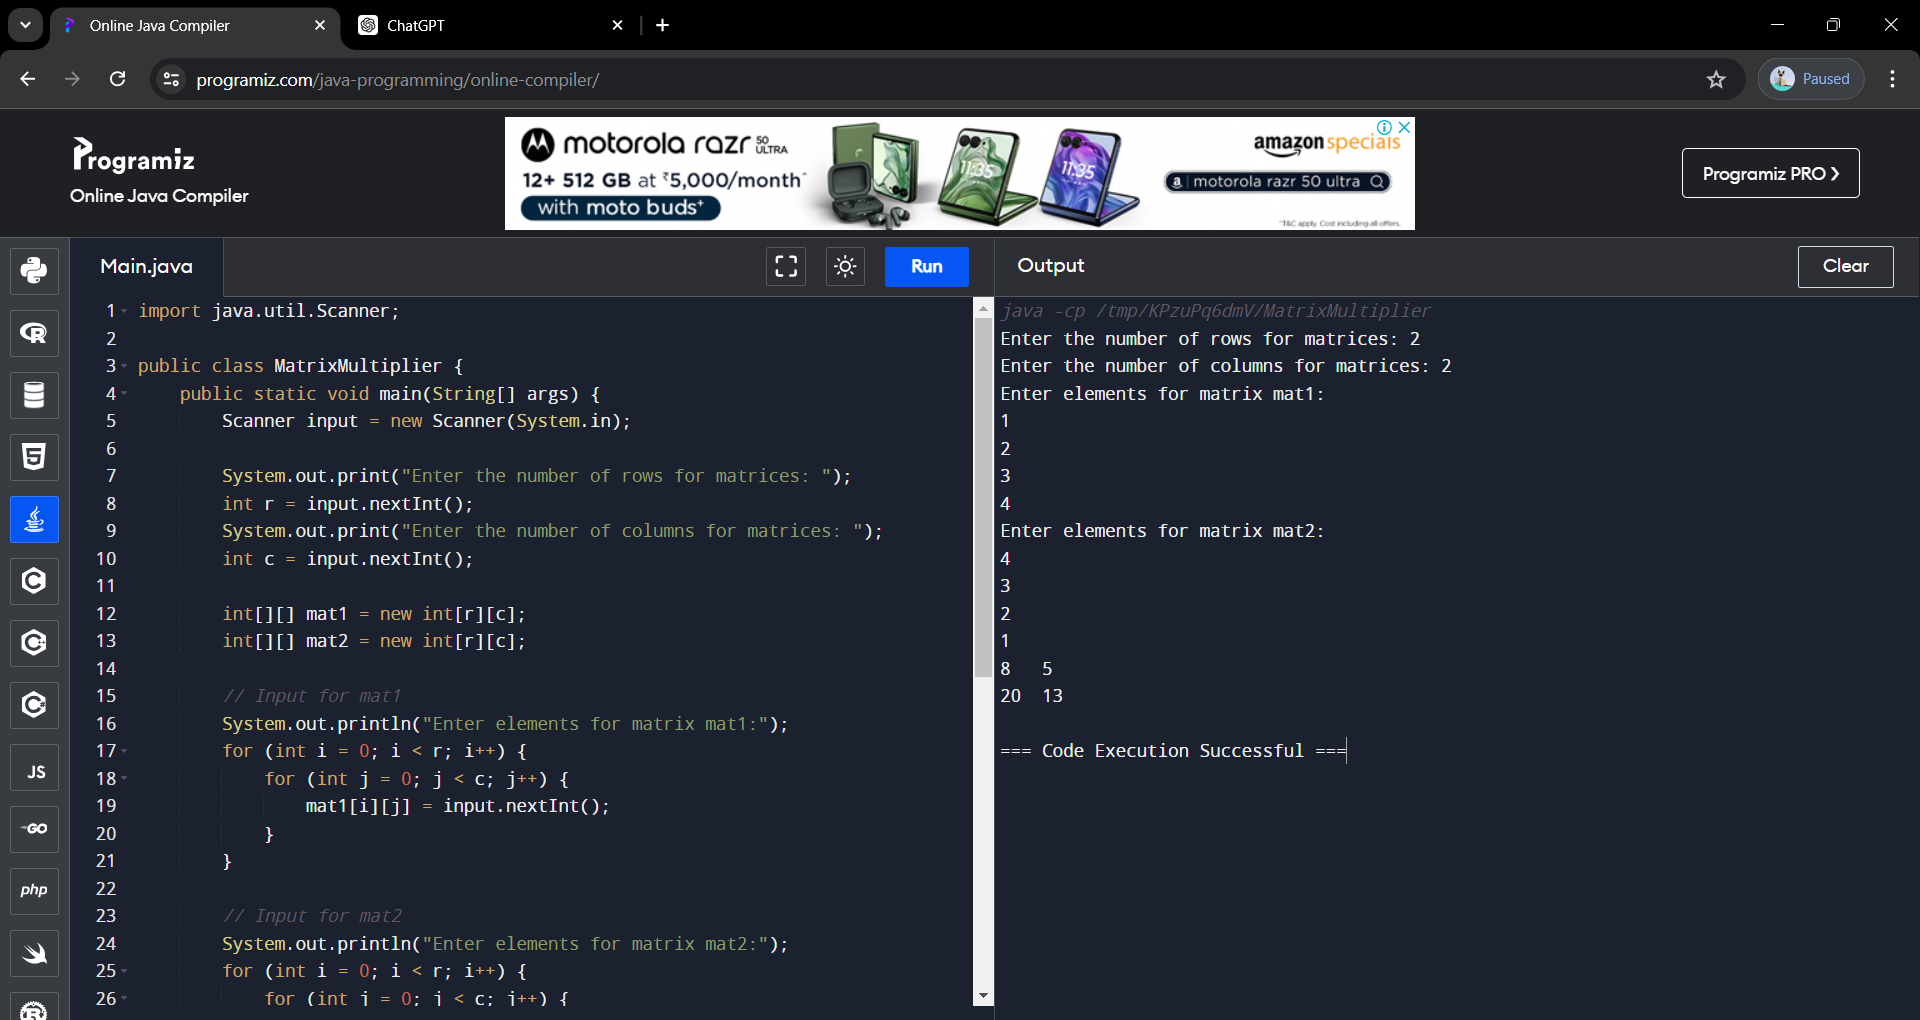 Online Java Compiler
ChatGPT
programiz.com/java-programming/online-compiler/
Paused
Programiz
Online Java Compiler
motorola razr 50 ULTRA
12+ 512 GB at ₹5,000/month^
with moto buds+
11:35
11:35
amazon specials
a motorola razr 50 ultra
*T&C apply. Cost including all offers.
Programiz PRO ❯
Main.java
Run
Output
Clear
JS
GO
php
1 import java.util.Scanner;
2
3 public class MatrixMultiplier {
4 public static void main(String[] args) {
5 Scanner input = new Scanner(System.in);
6
7 System.out.print("Enter the number of rows for matrices: ");
8 int r = input.nextInt();
9 System.out.print("Enter the number of columns for matrices: ");
10 int c = input.nextInt();
11
12 int[][] mat1 = new int[r][c];
13 int[][] mat2 = new int[r][c];
14
15 // Input for mat1
16 System.out.println("Enter elements for matrix mat1:");
17 for (int i = 0; i < r; i++) {
18 for (int j = 0; j < c; j++) {
19 mat1[i][j] = input.nextInt();
20 }
21 }
22
23 // Input for mat2
24 System.out.println("Enter elements for matrix mat2:");
25 for (int i = 0; i < r; i++) {
26 for (int j = 0; j < c; j++) {
java -cp /tmp/KPzuPq6dmV/MatrixMultiplier
Enter the number of rows for matrices: 2
Enter the number of columns for matrices: 2
Enter elements for matrix mat1:
1
2
3
4
Enter elements for matrix mat2:
4
3
2
1
8 5
20 13
=== Code Execution Successful ===